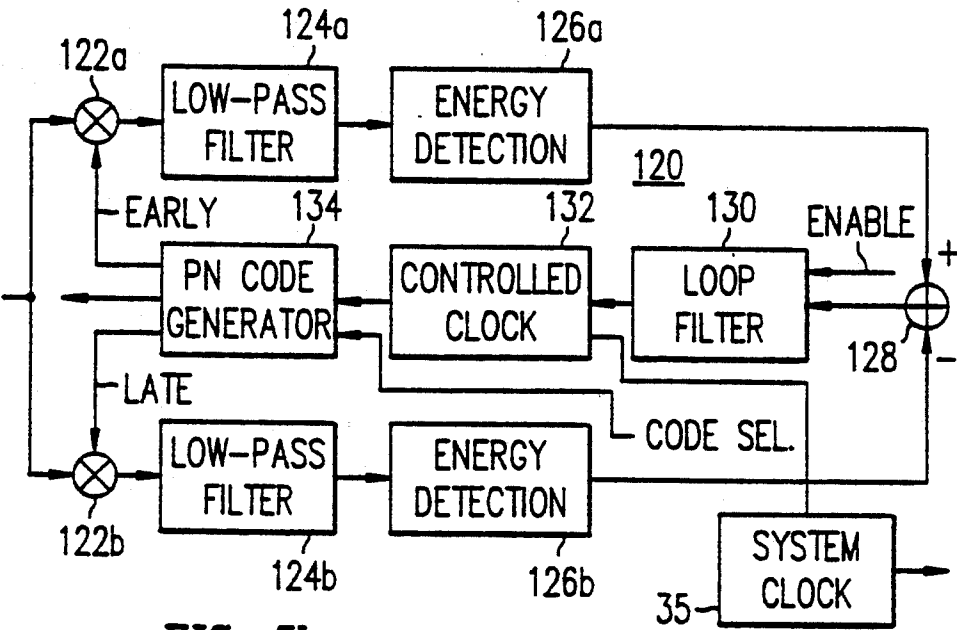 124a
126a
122a
LOW-PASS
FILTER
ENERGY
DETECTION
120
EARLY
134
132
130
ENABLE
PN CODE
GENERATOR
CONTROLLED
CLOCK
LOOP
FILTER
+
128
-
LATE
CODE SEL.
LOW-PASS
FILTER
ENERGY
DETECTION
122b
124b
126b
SYSTEM
CLOCK
35